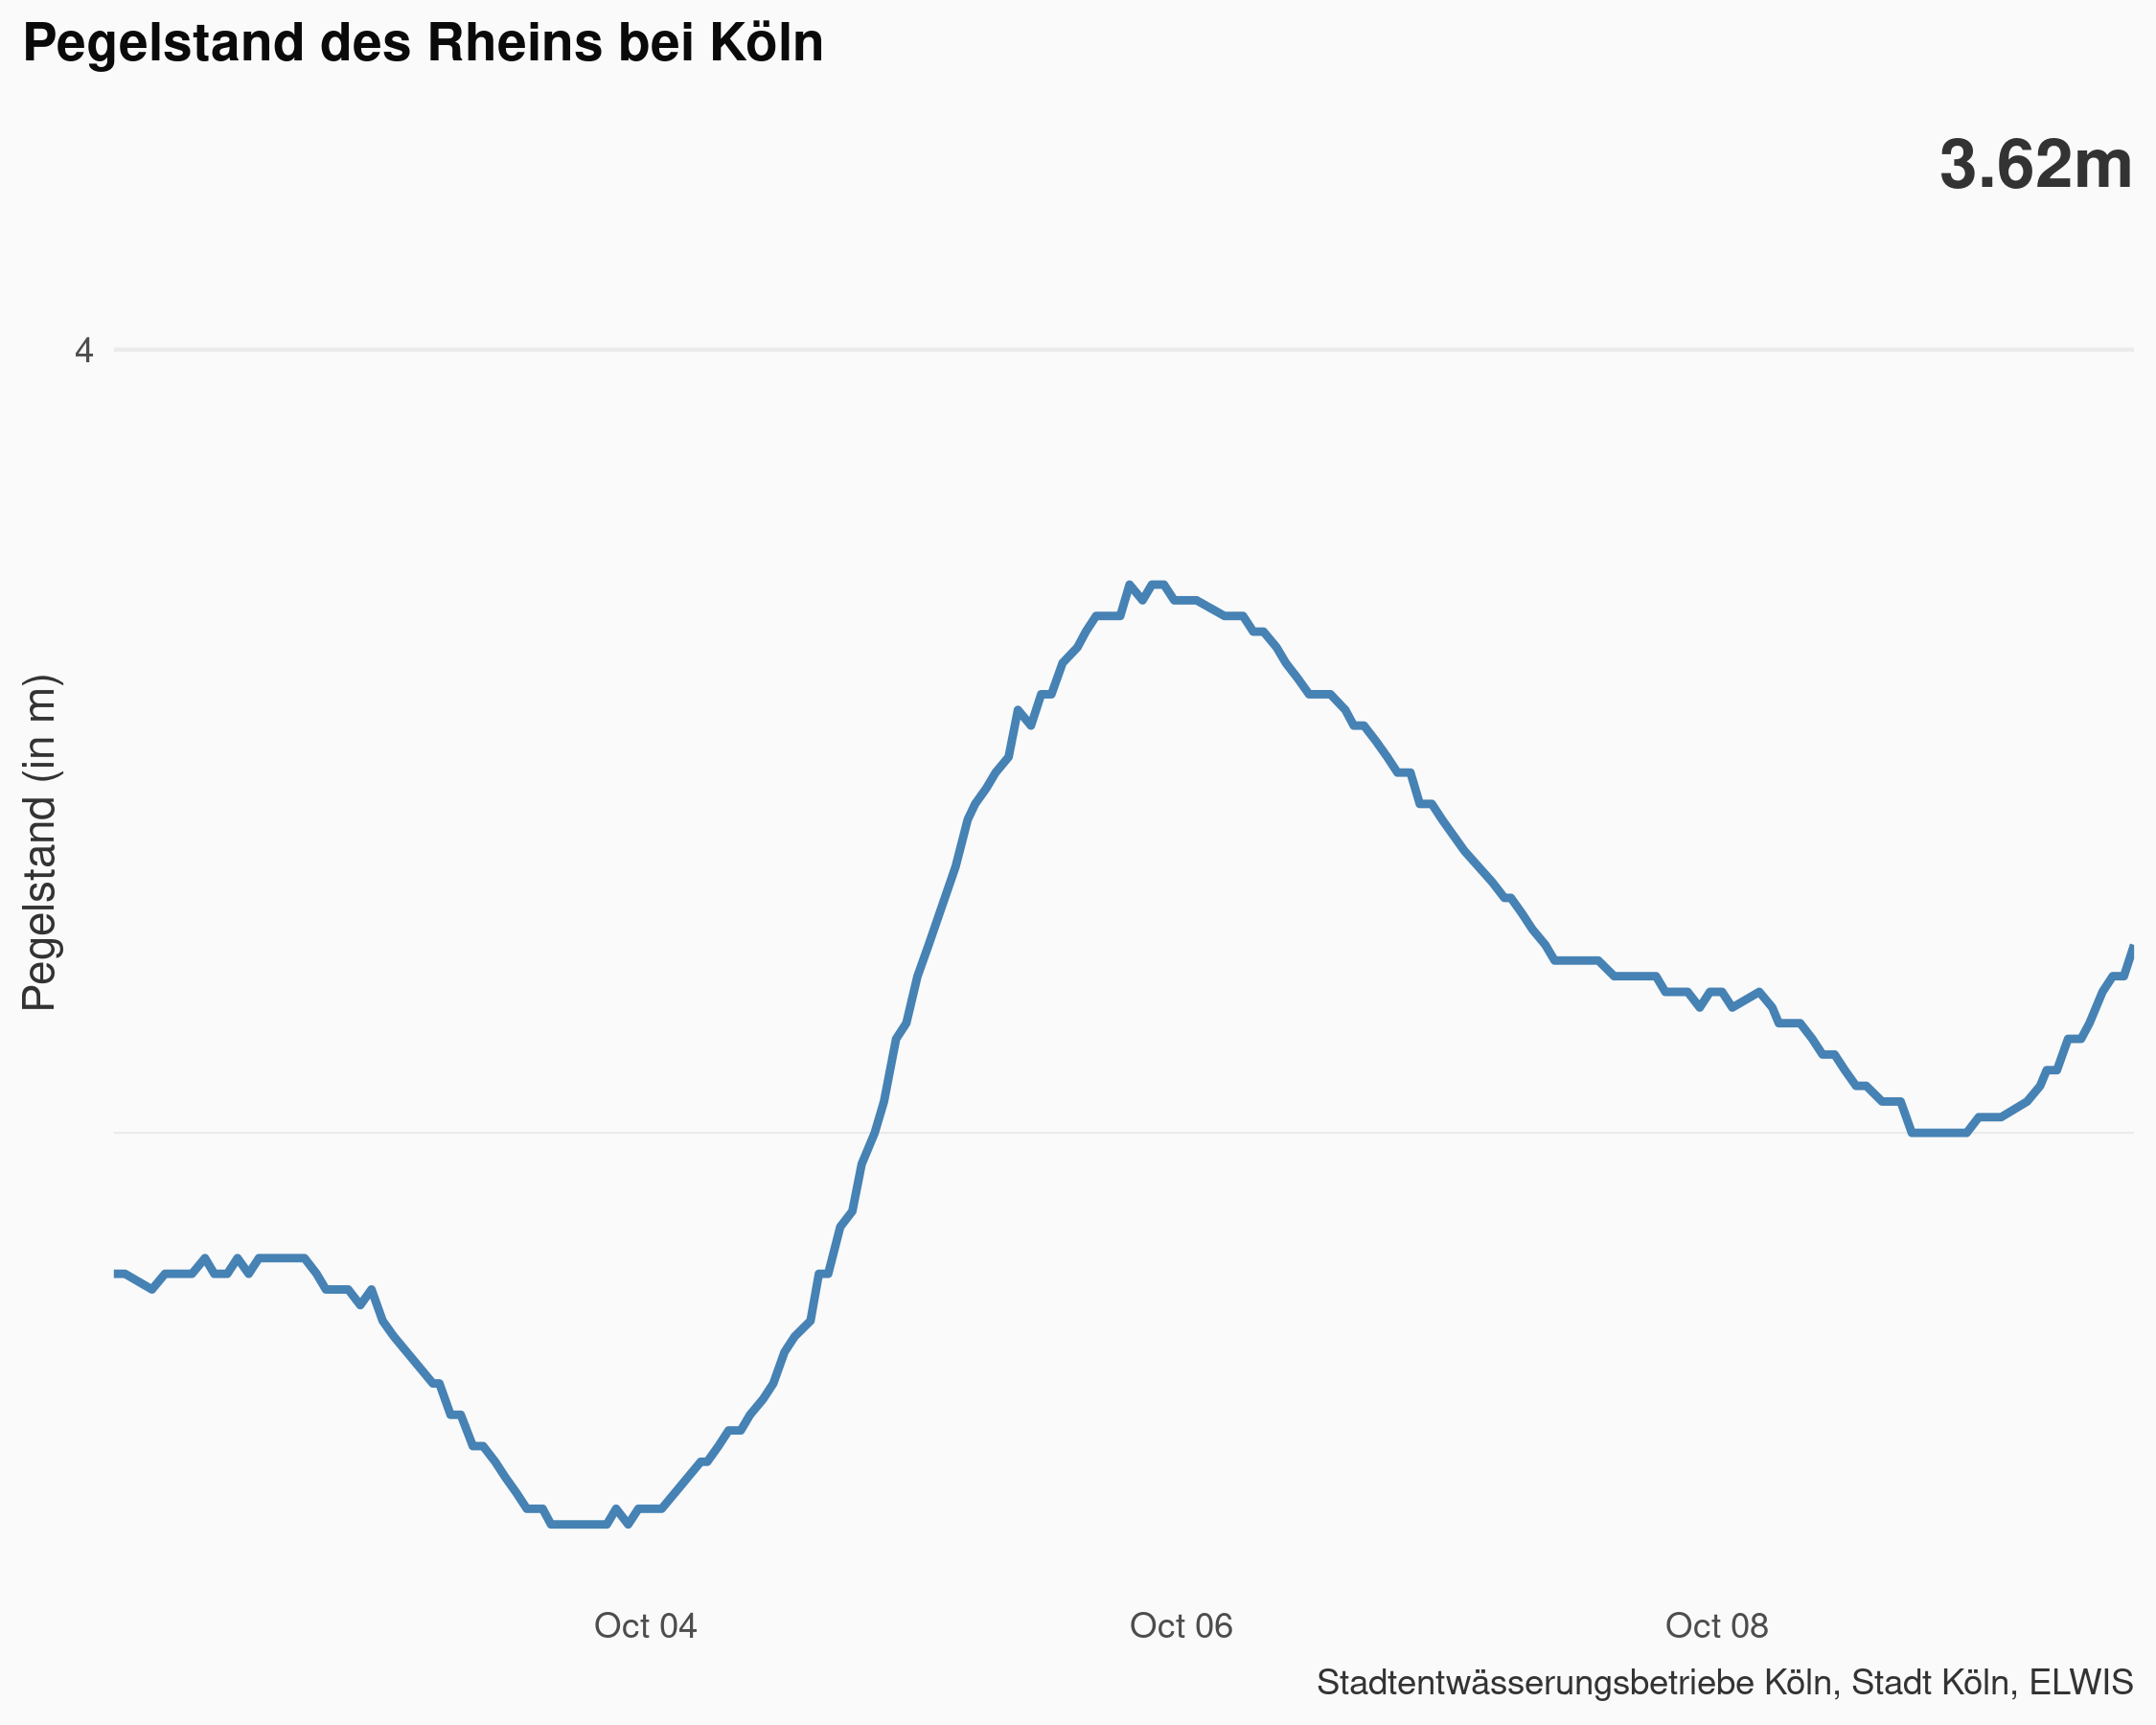 Pegelstand des Rheins bei Köln
3.62m
4
Pegelstand (in m)
Oct 04
Oct 06
Oct 08
Stadtentwässerungsbetriebe Köln, Stadt Köln, ELWIS